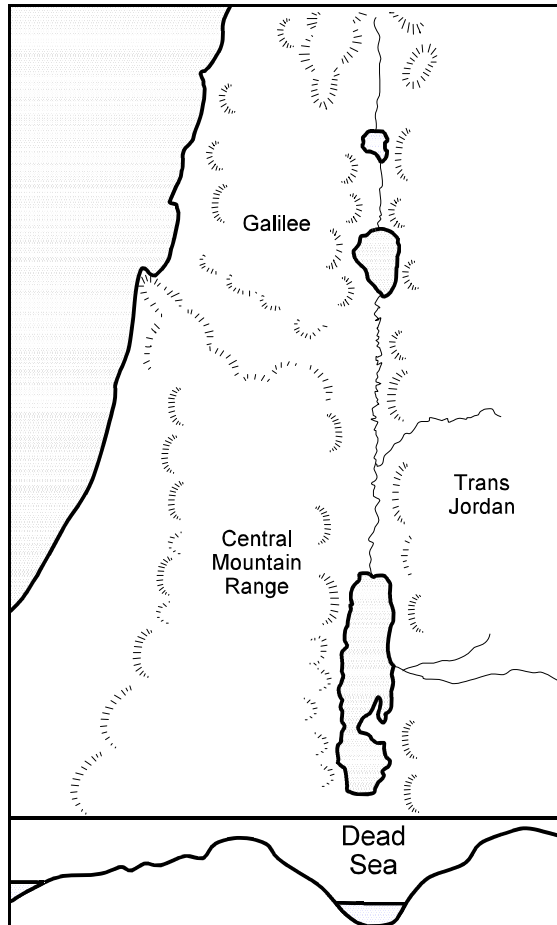 Galilee
Trans
Jordan
Central
Mountain
Range
Dead
Sea